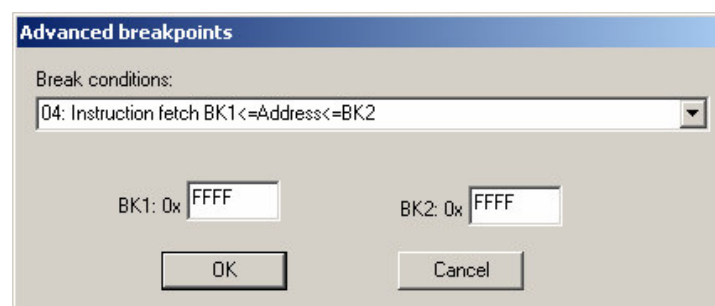 Advanced breakpoints
Break conditions:
04: Instruction fetch BK1<=Address<=BK2
BK1: 0x FFFF BK2: 0x FFFF
OK Cancel